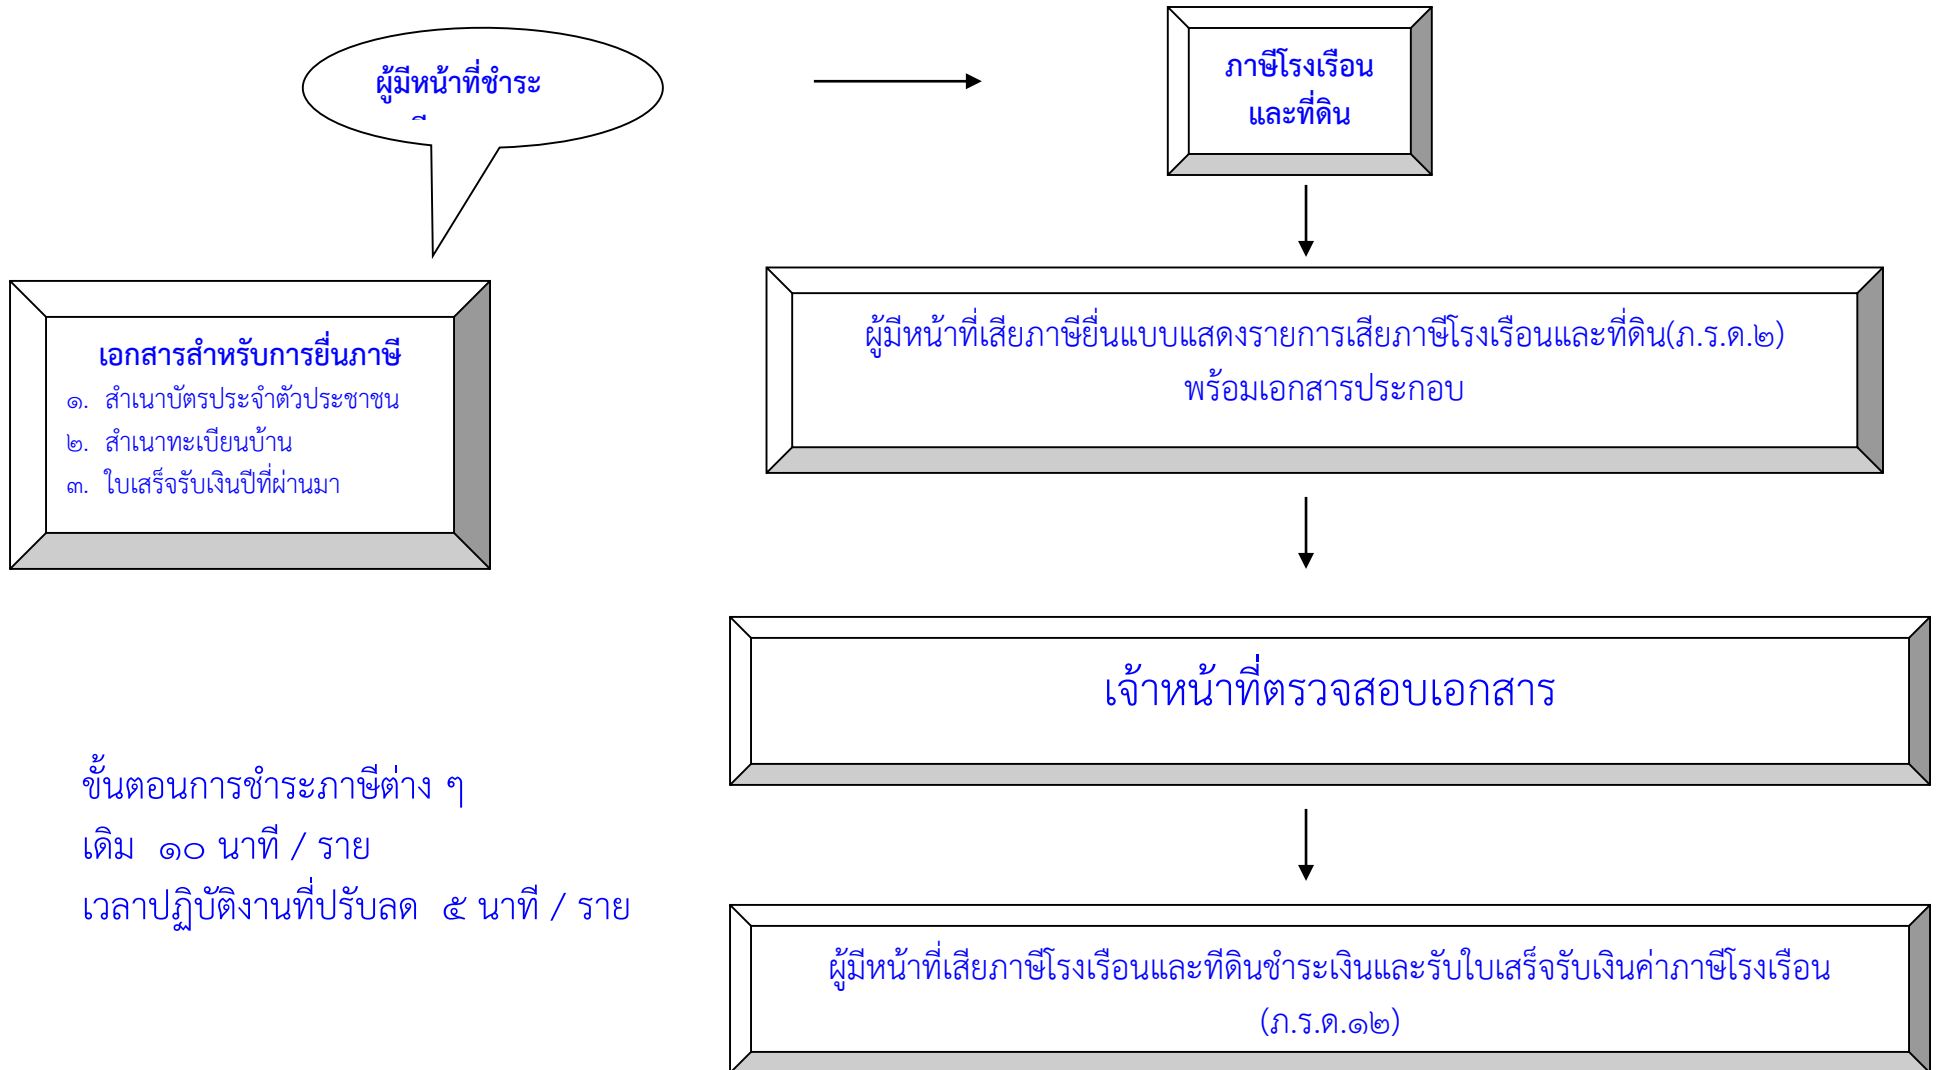 ผู้มีหน้าที่ชำระ
ภาษีโรงเรือน
และที่ดิน
ผู้มีหน้าที่เสียภาษียื่นแบบแสดงรายการเสียภาษีโรงเรือนและที่ดิน(ภ.ร.ด.๒)
พร้อมเอกสารประกอบ
เอกสารสำหรับการยื่นภาษี
๑. สำเนาบัตรประจำตัวประชาชน
๒. สำเนาทะเบียนบ้าน
๓. ใบเสร็จรับเงินปีที่ผ่านมา
เจ้าหน้าที่ตรวจสอบเอกสาร
ขั้นตอนการชำระภาษีต่าง ๆ
เดิม ๑๐ นาที / ราย
เวลาปฏิบัติงานที่ปรับลด ๕ นาที / ราย
ผู้มีหน้าที่เสียภาษีโรงเรือนและทีดินชำระเงินและรับใบเสร็จรับเงินค่าภาษีโรงเรือน
(ภ.ร.ด.๑๒)